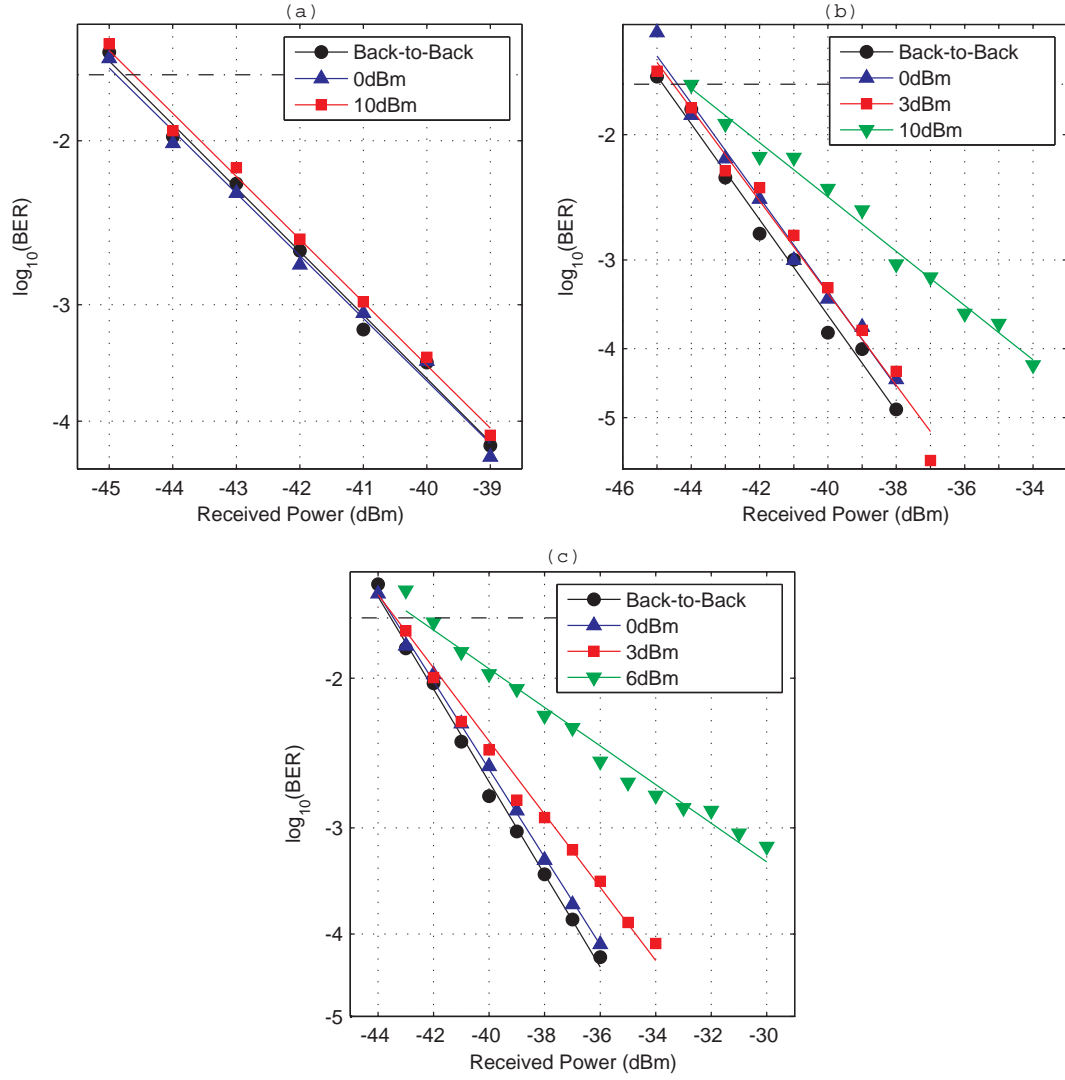 (a)
Back-to-Back
0dBm
10dBm
-2
-3
-4
log10(BER)
-45 -44 -43 -42 -41 -40 -39
Received Power (dBm)
(b)
Back-to-Back
0dBm
3dBm
10dBm
-2
-3
-4
-5
log10(BER)
-46 -44 -42 -40 -38 -36 -34
Received Power (dBm)
(c)
Back-to-Back
0dBm
3dBm
6dBm
-2
-3
-4
-5
log10(BER)
-44 -42 -40 -38 -36 -34 -32 -30
Received Power (dBm)